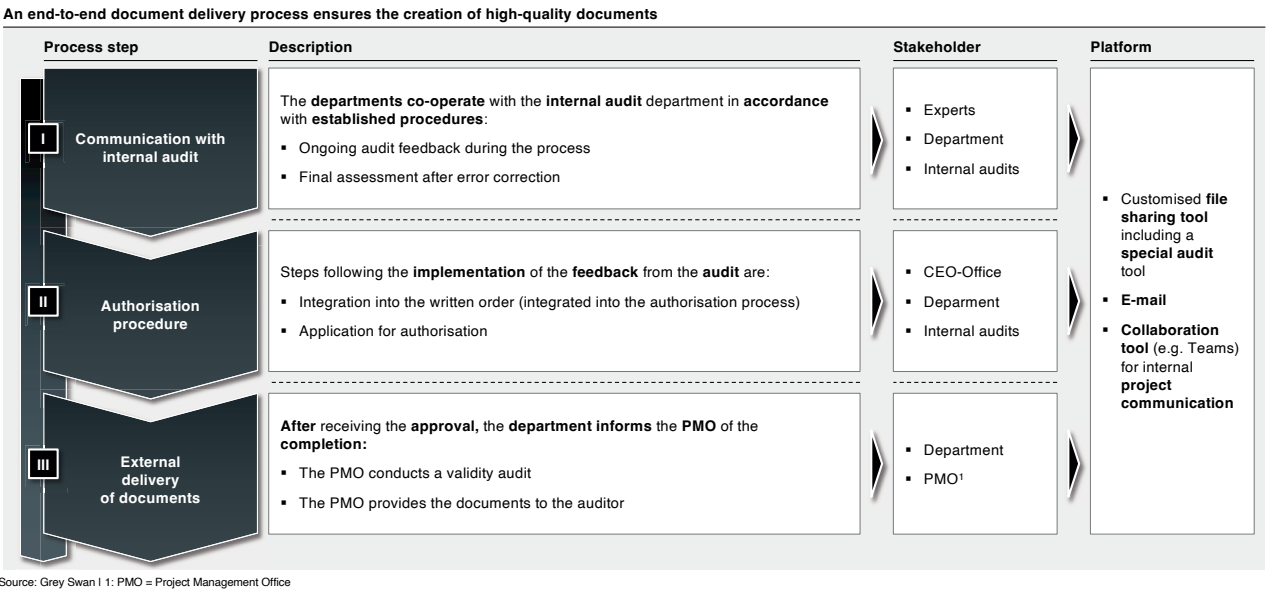 An end-to-end document delivery process ensures the creation of high-quality documents
Process step
Description
Stakeholder
Platform
I
Communication with
internal audit
The departments co-operate with the internal audit department in accordance
with established procedures:
▪ Ongoing audit feedback during the process
▪ Final assessment after error correction
▪ Experts
▪ Department
▪ Internal audits
II
Authorisation
procedure
Steps following the implementation of the feedback from the audit are:
▪ Integration into the written order (integrated into the authorisation process)
▪ Application for authorisation
▪ CEO-Office
▪ Deparment
▪ Internal audits
III
External
delivery
of documents
After receiving the approval, the department informs the PMO of the
completion:
▪ The PMO conducts a validity audit
▪ The PMO provides the documents to the auditor
▪ Department
▪ PMO¹
▪ Customised file
sharing tool
including a
special audit
tool
▪ E-mail
▪ Collaboration
tool (e.g. Teams)
for internal
project
communication
Source: Grey Swan | 1: PMO = Project Management Office